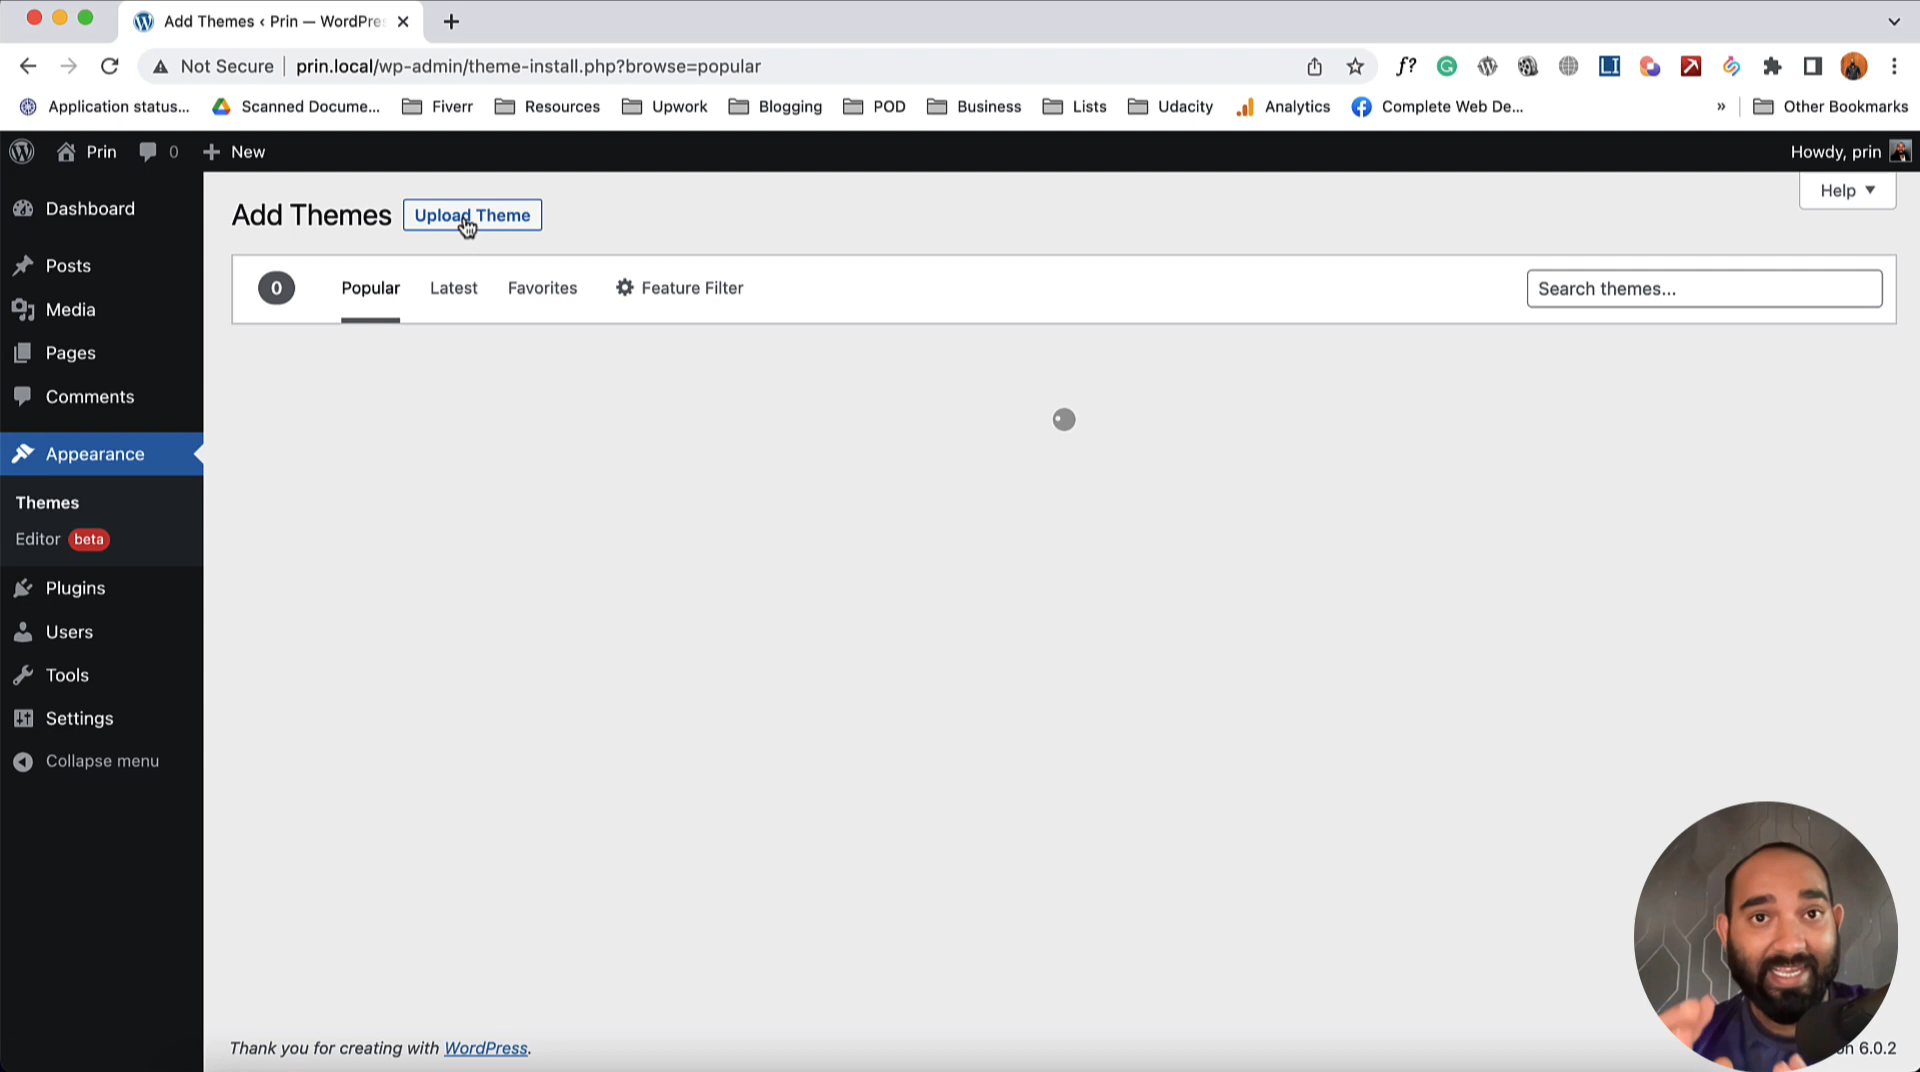 Add Themes ‹ Prin — WordPre
Not Secure prin.local/wp-admin/theme-install.php?browse=popular
Application status... Scanned Docume... Fiverr Resources Upwork Blogging POD Business Lists Udacity Analytics Complete Web De... » Other Bookmarks
Prin 0 New Howdy, prin
Help
Add Themes Upload Theme
0 Popular Latest Favorites Feature Filter Search themes...
Dashboard
Posts
Media
Pages
Comments
Appearance
Themes
Editor beta
Plugins
Users
Tools
Settings
Collapse menu
Thank you for creating with WordPress.
6.0.2